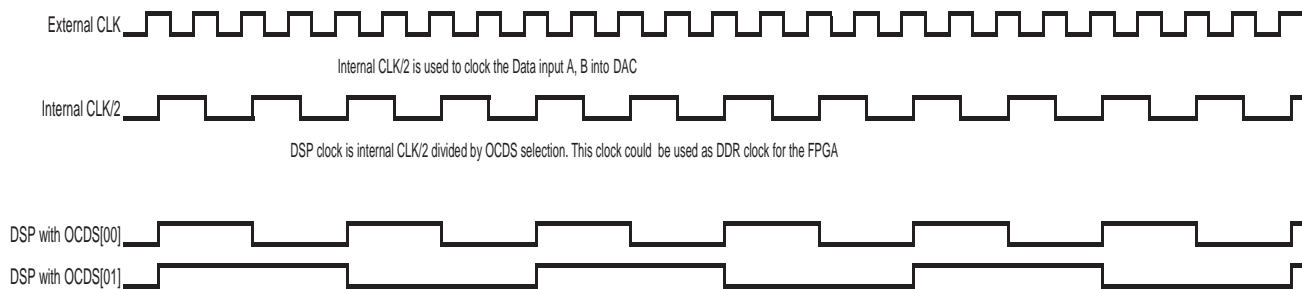 External CLK
Internal CLK/2 is used to clock the Data input A, B into DAC
Internal CLK/2
DSP clock is internal CLK/2 divided by OCDS selection. This clock could be used as DDR clock for the FPGA
DSP with OCDS[00]
DSP with OCDS[01]